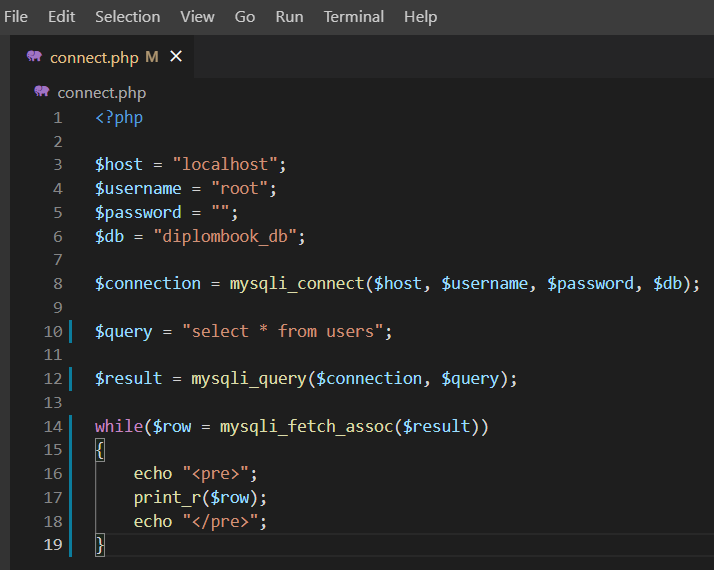 File Edit Selection View Go Run Terminal Help
connect.php M ×
connect.php
1 <?php
2
3 $host = "localhost";
4 $username = "root";
5 $password = "";
6 $db = "diplombook_db";
7
8 $connection = mysqli_connect($host, $username, $password, $db);
9
10 $query = "select * from users";
11
12 $result = mysqli_query($connection, $query);
13
14 while($row = mysqli_fetch_assoc($result))
15 {
16     echo "<pre>";
17     print_r($row);
18     echo "</pre>";
19 }